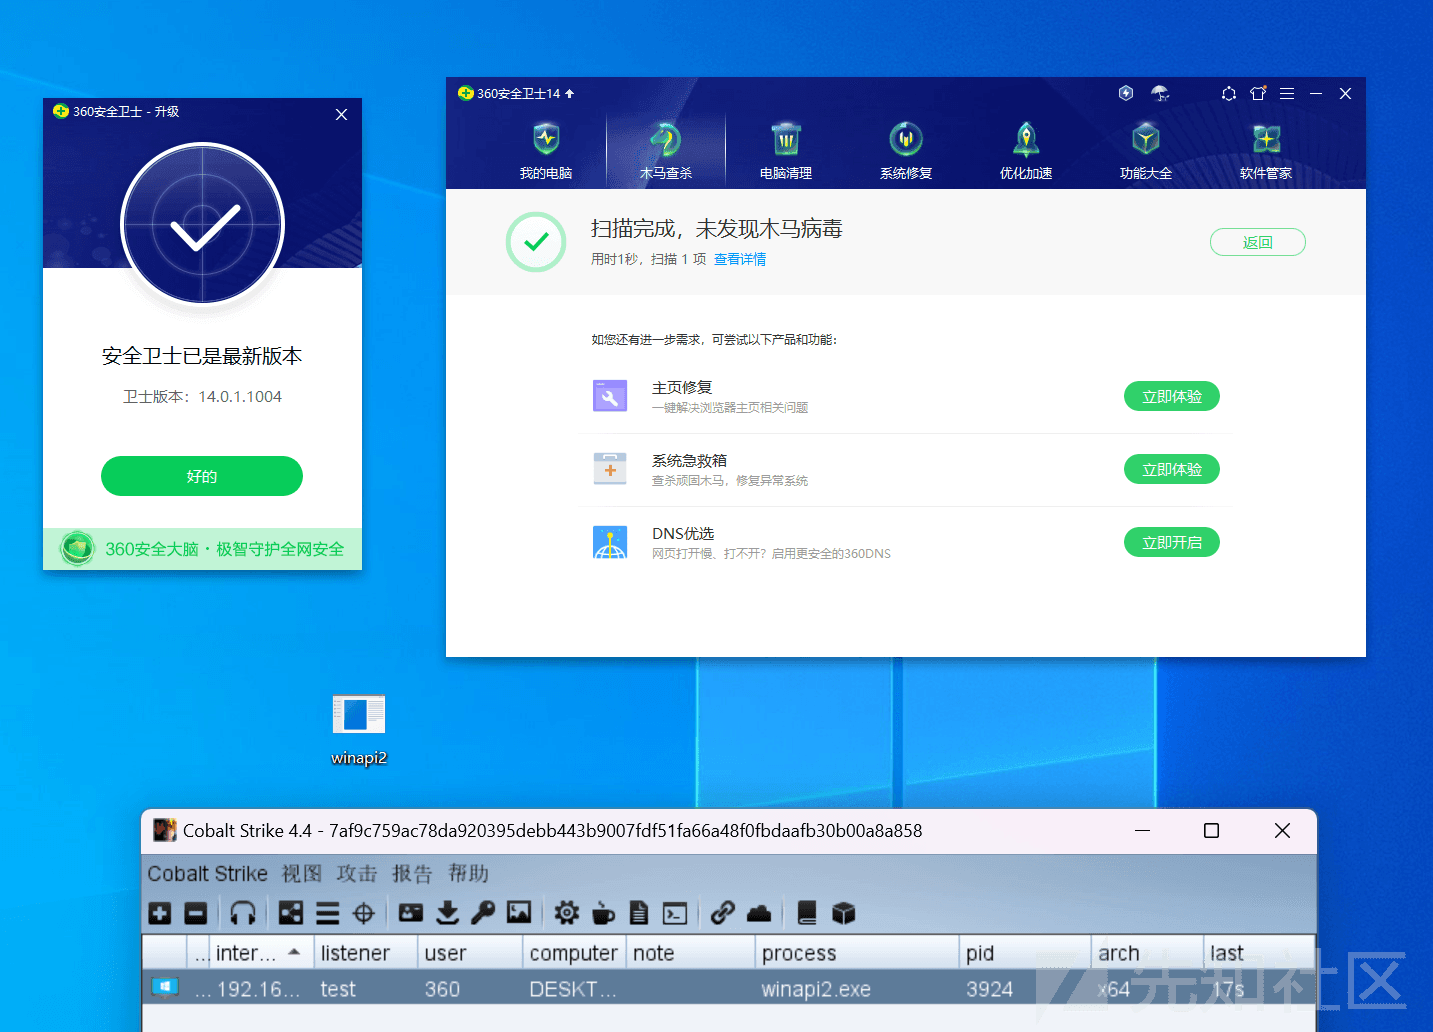 360安全卫士 - 升级
安全卫士已是最新版本
卫士版本：14.0.1.1004
好的
360安全大脑 · 极智守护全网安全
360安全卫士14
我的电脑 木马查杀 电脑清理 系统修复 优化加速 功能大全 软件管家
扫描完成，未发现木马病毒
用时1秒，扫描 1 项 查看详情
返回
如您还有进一步需求，可尝试以下产品和功能：
主页修复
一键解决浏览器主页相关问题
立即体验
系统急救箱
查杀顽固木马，修复异常系统
立即体验
DNS优选
网页打开慢、打不开？启用更安全的360DNS
立即开启
winapi2
Cobalt Strike 4.4 - 7af9c759ac78da920395debb443b9007fdf51fa66a48f0fbdaafb30b00a8a858
Cobalt Strike 视图 攻击 报告 帮助
... inter... listener user computer note process pid arch last
... 192.16... test 360 DESKT... winapi2.exe 3924 x64 17s
先知社区